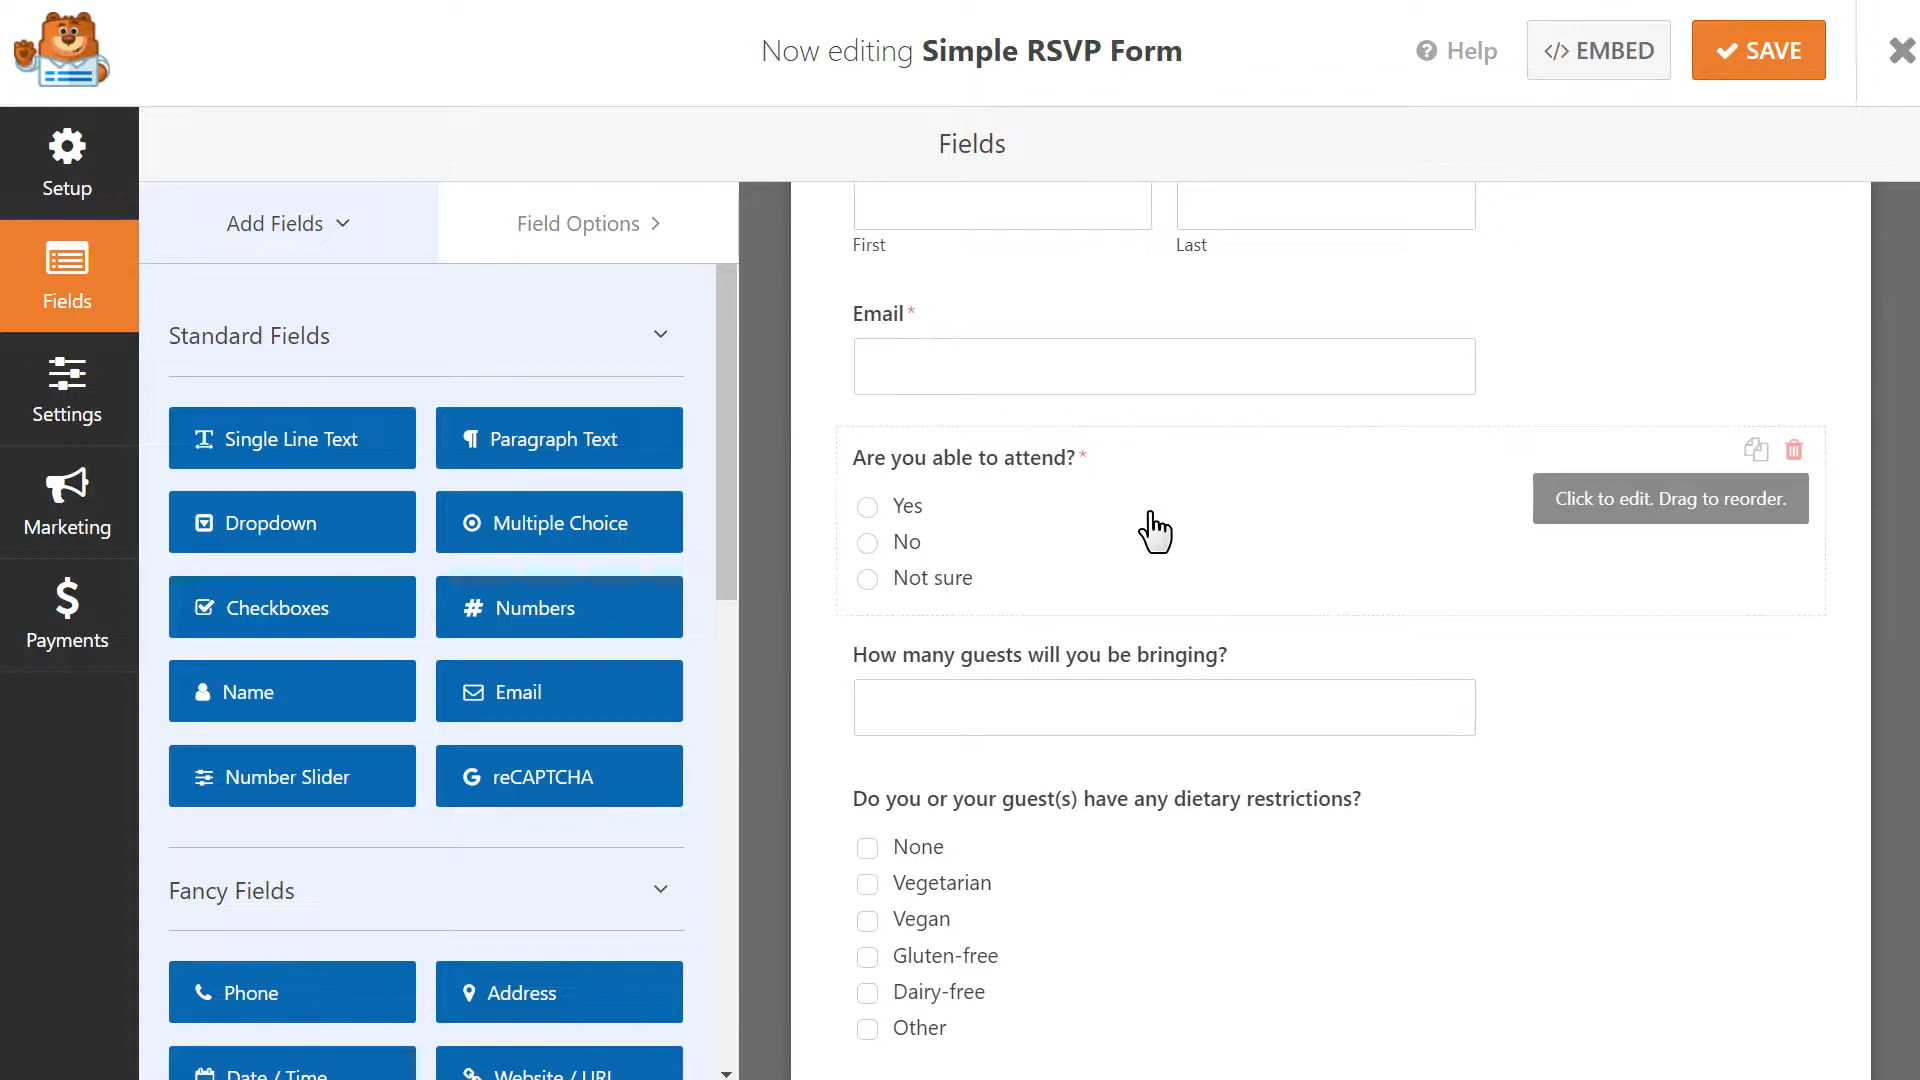 Now editing Simple RSVP Form
Help
</> EMBED
SAVE
Fields
Setup
Fields
Settings
Marketing
Payments
Add Fields
Field Options
Standard Fields
Single Line Text
Paragraph Text
Dropdown
Multiple Choice
Checkboxes
# Numbers
Name
Email
Number Slider
reCAPTCHA
Fancy Fields
Phone
Address
Date / Time
Website / URL
First
Last
Email *
Are you able to attend? *
Click to edit. Drag to reorder.
Yes
No
Not sure
How many guests will you be bringing?
Do you or your guest(s) have any dietary restrictions?
None
Vegetarian
Vegan
Gluten-free
Dairy-free
Other